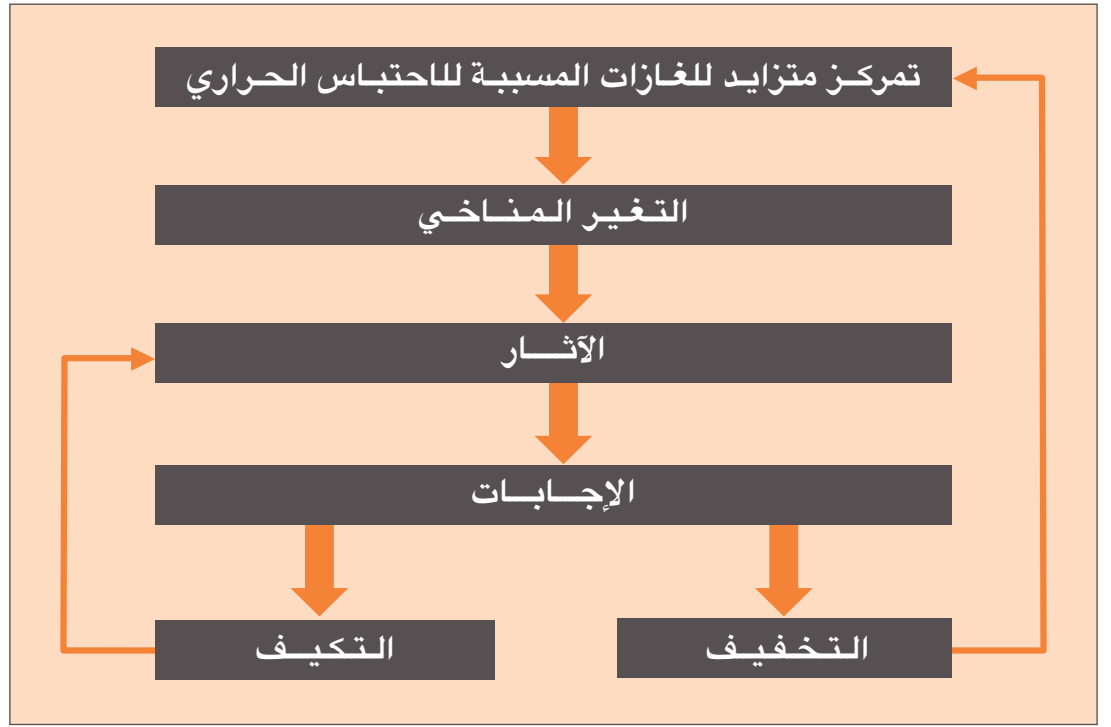 تمركز متزايد للغازات المسببة للاحتباس الحراري
التغير المناخي
الآثار
الإجابات
التخفيف
التكيف